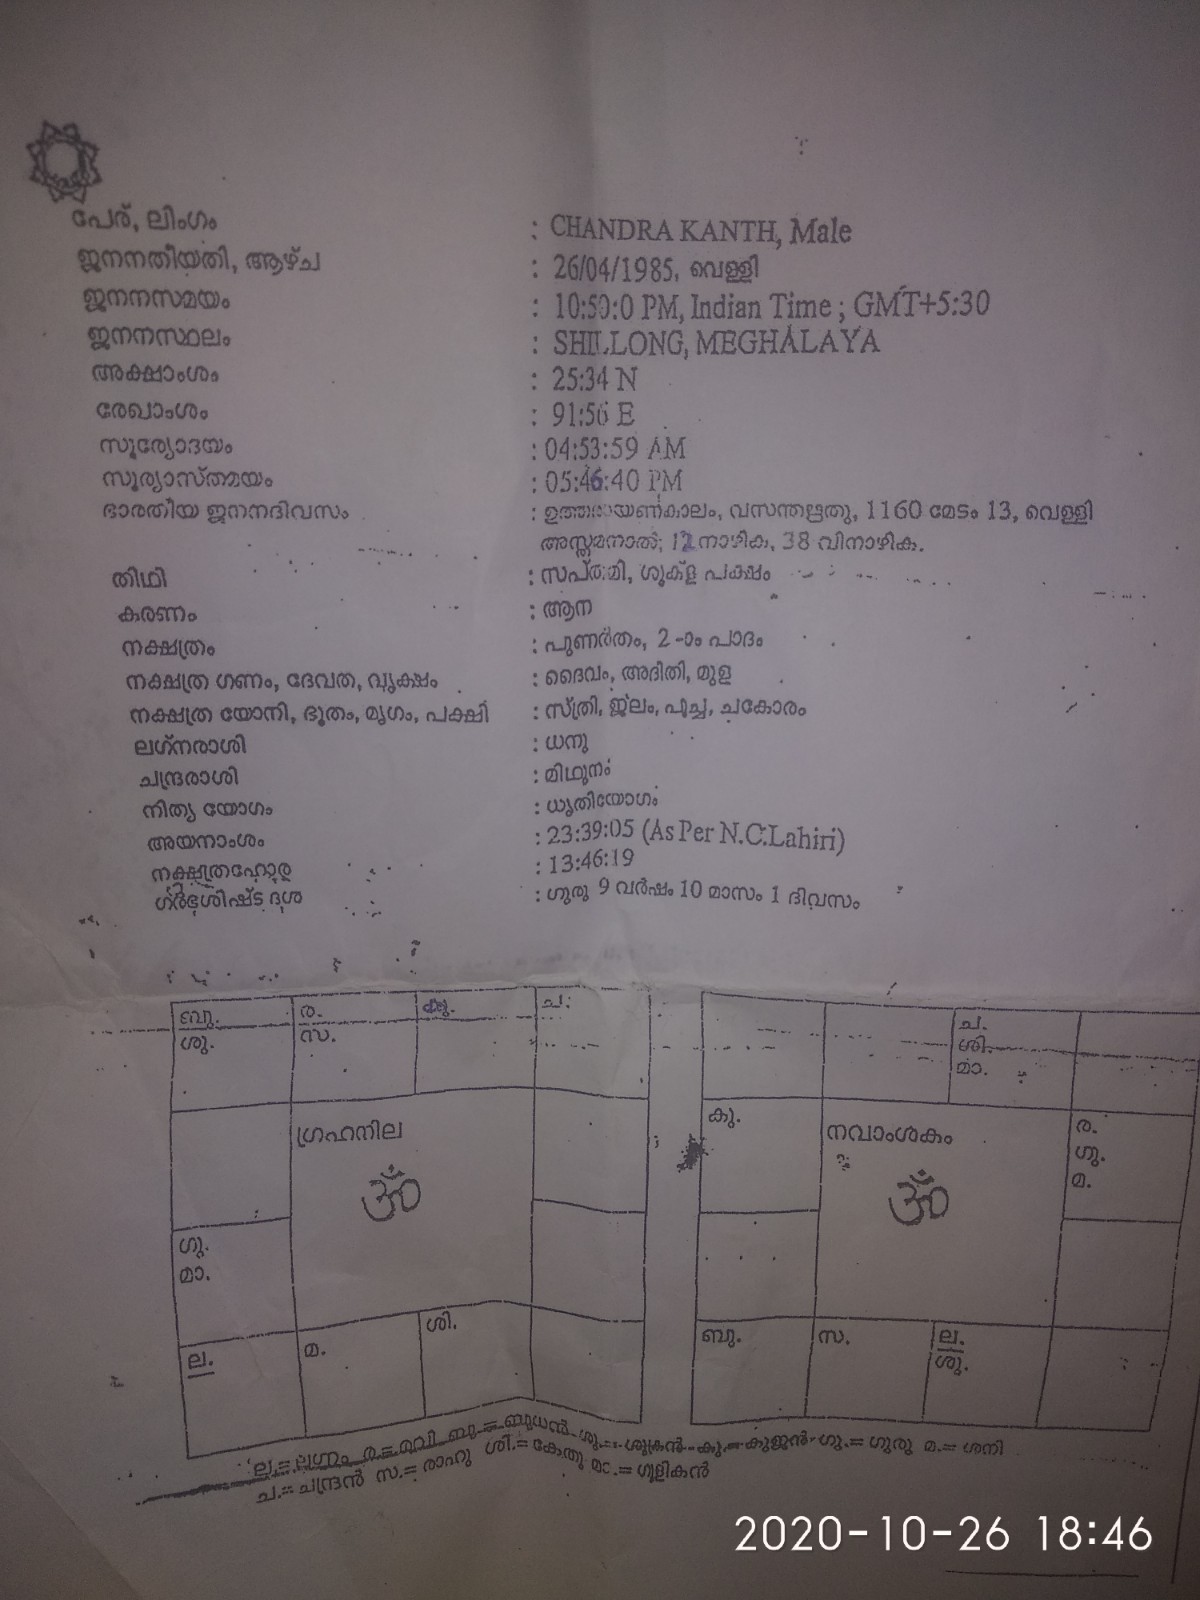 പേര്, ലിംഗം : CHANDRA KANTH, Male
ജനനതീയതി, ആഴ്ച : 26/04/1985, വെള്ളി
ജനനസമയം : 10:50:0 PM, Indian Time ; GMT+5:30
ജനനസ്ഥലം : SHILLONG, MEGHALAYA
അക്ഷാംശം : 25:34 N
രേഖാംശം : 91:56 E
സൂര്യോദയം : 04:53:59 AM
സൂര്യാസ്തമയം : 05:46:40 PM
ഭാരതീയ ജനനദിവസം : ഉത്തരായണകാലം, വസന്തഋതു, 1160 മേടം 13, വെള്ളി
അസ്തമനാൽ; 12 നാഴിക, 38 വിനാഴിക.
തിഥി : സപ്തമി, ശുക്ള പക്ഷം
കരണം : ആന
നക്ഷത്രം : പുണർതം, 2 -ാം പാദം
നക്ഷത്ര ഗണം, ദേവത, വൃക്ഷം : ദൈവം, അദിതി, മുള
നക്ഷത്ര യോനി, ഭൂതം, മൃഗം, പക്ഷി : സ്ത്രി, ജലം, പൂച്ച, ചകോരം
ലഗ്നരാശി : ധനു
ചന്ദ്രരാശി : മിഥുനം
നിത്യ യോഗം : ധൃതിയോഗം
അയനാംശം : 23:39:05 (As Per N.C.Lahiri)
നക്ഷത്രഹോര : 13:46:19
ഗർഭശിഷ്ട ദശ : ഗുരു 9 വർഷം 10 മാസം 1 ദിവസം
ബു. ര. കു. ച.
ശു. സ.
ഗ്രഹനില
ॐ
ഗു.
മാ.
ല. മ. ശി.
ച.
ശി.
മാ.
കു. നവാംശകം ര.
ഗു.
മ.
ॐ
ബു. സ. ല.
ശു.
ല.= ലഗ്നം ര.= രവി ബു.= ബുധൻ ശു.= ശുക്രൻ കു.= കുജൻ ഗു.= ഗുരു മ.= ശനി
ച.= ചന്ദ്രൻ സ.= രാഹു ശി.= കേതു മാ.= ഗുളികൻ
2020-10-26 18:46